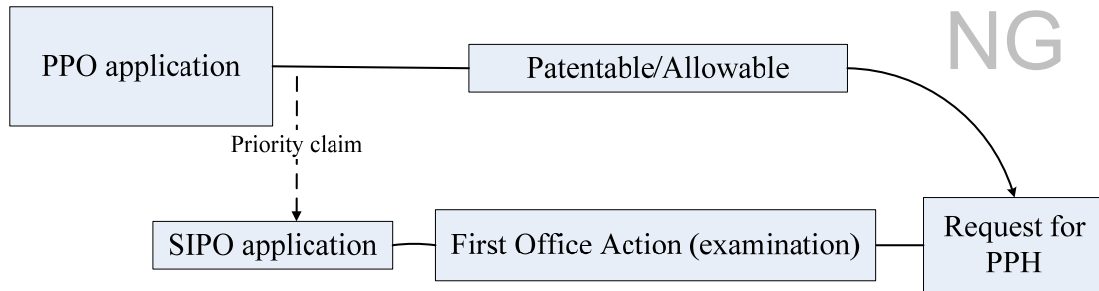 NG
PPO application
Patentable/Allowable
Priority claim
SIPO application
First Office Action (examination)
Request for
PPH